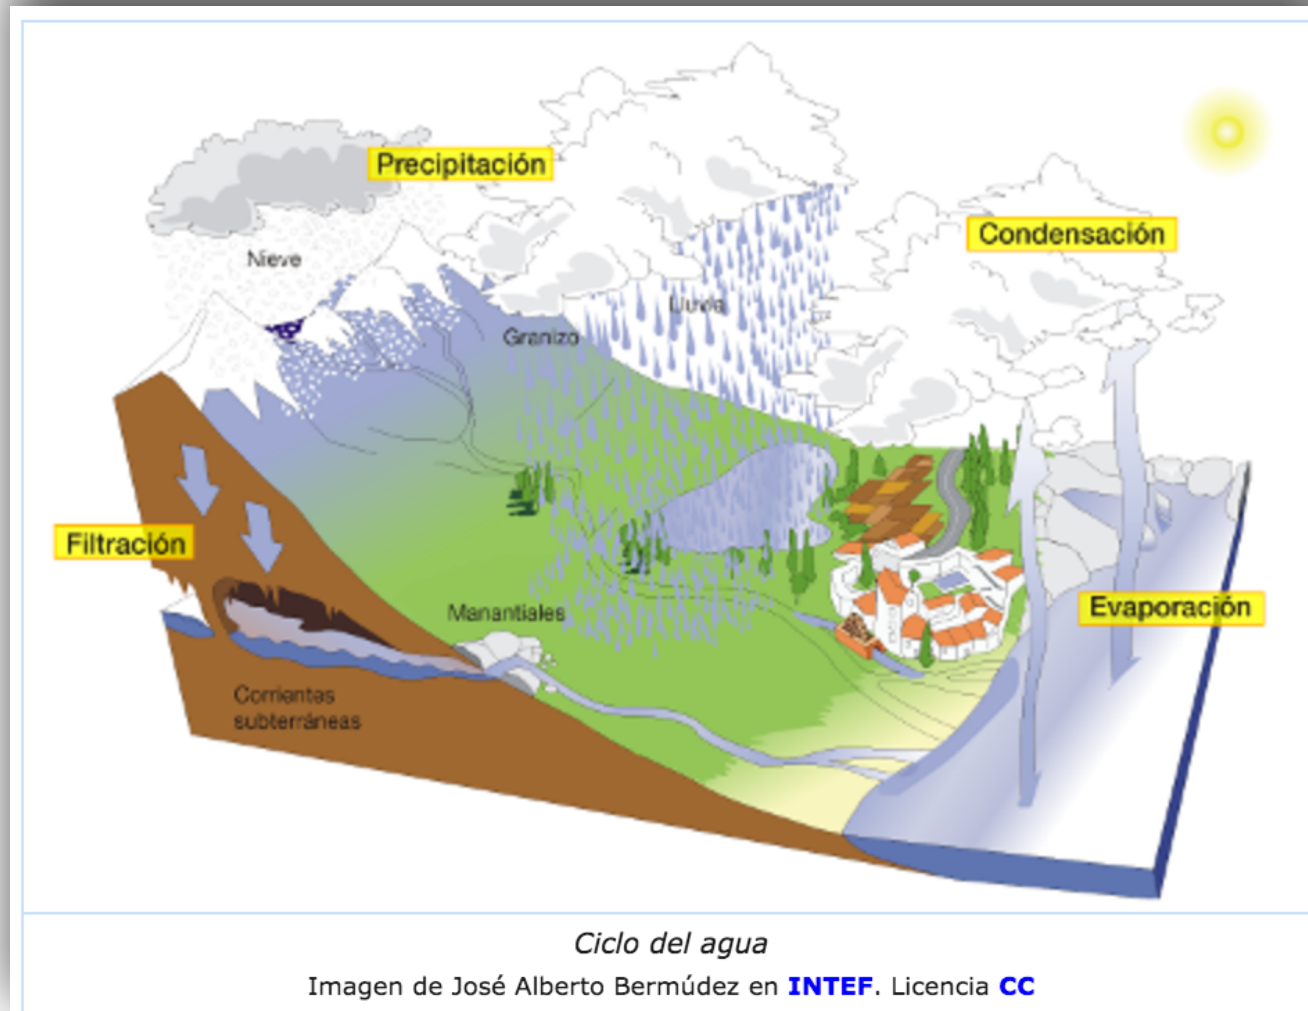 Precipitación
Condensación
Nieve
Lluvia
Granizo
Filtración
Evaporación
Manantiales
Corrientes
subterráneas
Ciclo del agua
Imagen de José Alberto Bermúdez en INTEF. Licencia CC